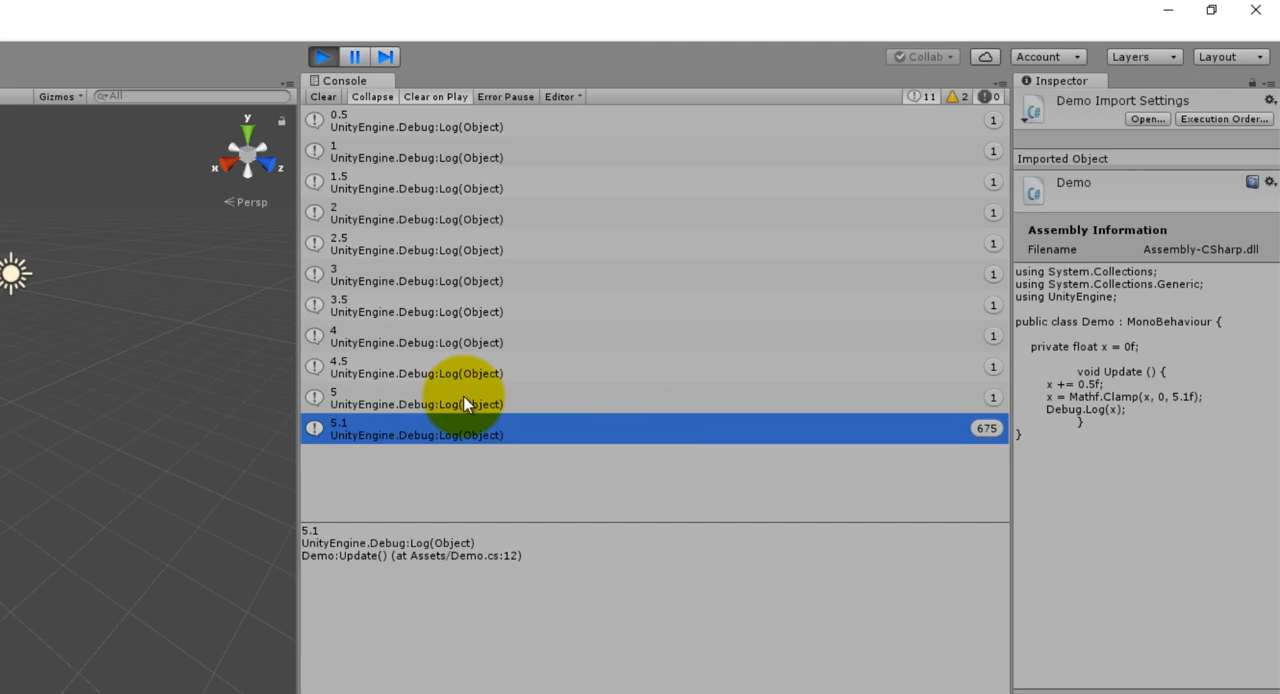 Collab Account Layers Layout
Console Inspector
Gizmos All Clear Collapse Clear on Play Error Pause Editor 11 2 0
Demo Import Settings
Open... Execution Order...
Imported Object
Demo
Assembly Information
Filename Assembly-CSharp.dll
using System.Collections;
using System.Collections.Generic;
using UnityEngine;
public class Demo : MonoBehaviour {
private float x = 0f;
void Update () {
x += 0.5f;
x = Mathf.Clamp(x, 0, 5.1f);
Debug.Log(x);
}
}
y
x z
Persp
0.5
UnityEngine.Debug:Log(Object) 1
1
UnityEngine.Debug:Log(Object) 1
1.5
UnityEngine.Debug:Log(Object) 1
2
UnityEngine.Debug:Log(Object) 1
2.5
UnityEngine.Debug:Log(Object) 1
3
UnityEngine.Debug:Log(Object) 1
3.5
UnityEngine.Debug:Log(Object) 1
4
UnityEngine.Debug:Log(Object) 1
4.5
UnityEngine.Debug:Log(Object) 1
5
UnityEngine.Debug:Log(Object) 1
5.1
UnityEngine.Debug:Log(Object) 675
5.1
UnityEngine.Debug:Log(Object)
Demo:Update() (at Assets/Demo.cs:12)